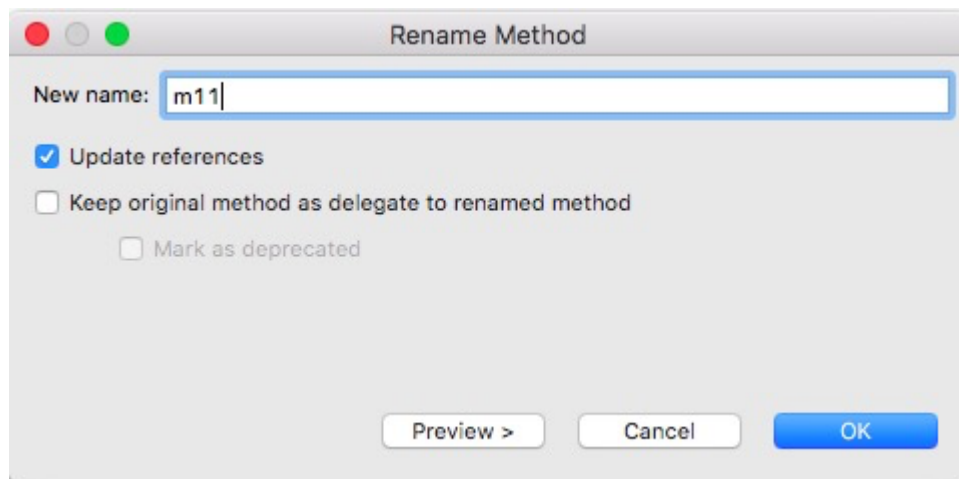 Rename Method
New name: m11
Update references
Keep original method as delegate to renamed method
Mark as deprecated
Preview > Cancel OK